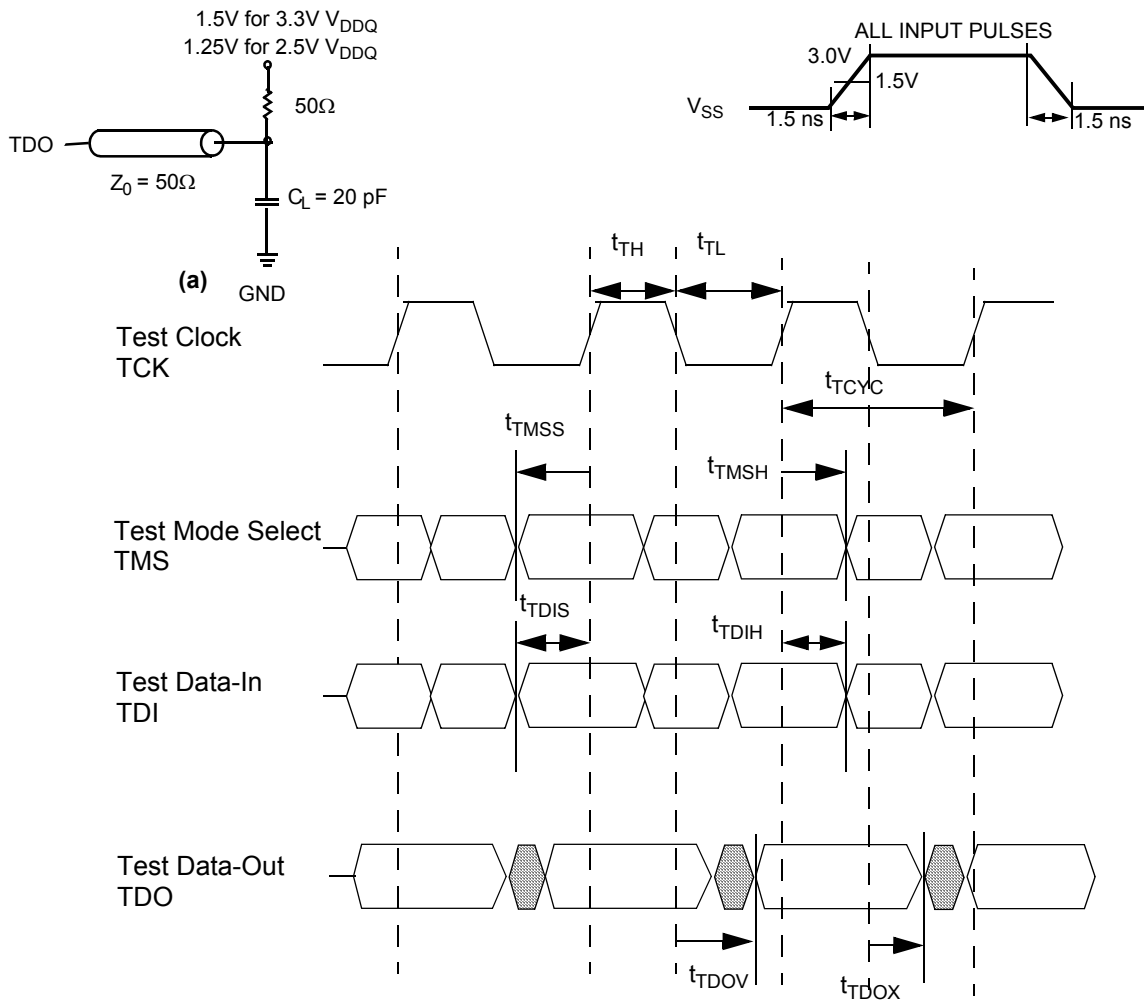 1.5V for 3.3V VDDQ
1.25V for 2.5V VDDQ
50Ω
TDO
Z0 = 50Ω
CL = 20 pF
(a)
GND
ALL INPUT PULSES
3.0V
1.5V
VSS
1.5 ns
1.5 ns
tTH
tTL
Test Clock
TCK
tTCYC
tTMSS
tTMSH
Test Mode Select
TMS
tTDIS
tTDIH
Test Data-In
TDI
Test Data-Out
TDO
tTDOV
tTDOX